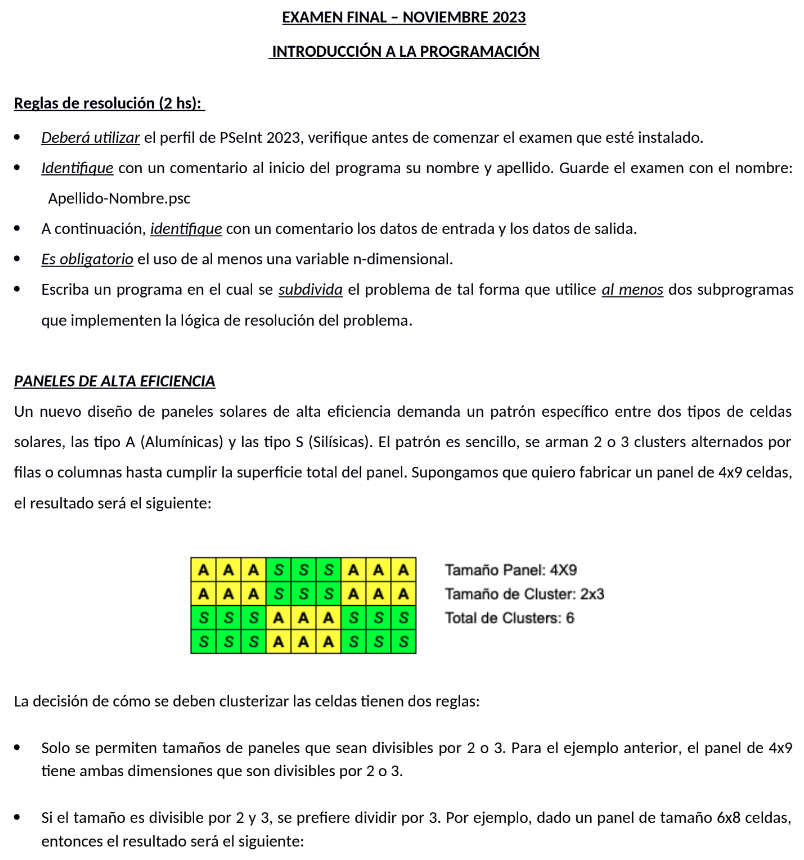 EXAMEN FINAL – NOVIEMBRE 2023
INTRODUCCIÓN A LA PROGRAMACIÓN
Reglas de resolución (2 hs):
• Deberá utilizar el perfil de PSeInt 2023, verifique antes de comenzar el examen que esté instalado.
• Identifique con un comentario al inicio del programa su nombre y apellido. Guarde el examen con el nombre:
Apellido-Nombre.psc
• A continuación, identifique con un comentario los datos de entrada y los datos de salida.
• Es obligatorio el uso de al menos una variable n-dimensional.
• Escriba un programa en el cual se subdivida el problema de tal forma que utilice al menos dos subprogramas
que implementen la lógica de resolución del problema.
PANELES DE ALTA EFICIENCIA
Un nuevo diseño de paneles solares de alta eficiencia demanda un patrón específico entre dos tipos de celdas
solares, las tipo A (Alumínicas) y las tipo S (Silísicas). El patrón es sencillo, se arman 2 o 3 clusters alternados por
filas o columnas hasta cumplir la superficie total del panel. Supongamos que quiero fabricar un panel de 4x9 celdas,
el resultado será el siguiente:
A A A S S S A A A
A A A S S S A A A
S S S A A A S S S
S S S A A A S S S
Tamaño Panel: 4X9
Tamaño de Cluster: 2x3
Total de Clusters: 6
La decisión de cómo se deben clusterizar las celdas tienen dos reglas:
• Solo se permiten tamaños de paneles que sean divisibles por 2 o 3. Para el ejemplo anterior, el panel de 4x9
tiene ambas dimensiones que son divisibles por 2 o 3.
• Si el tamaño es divisible por 2 y 3, se prefiere dividir por 3. Por ejemplo, dado un panel de tamaño 6x8 celdas,
entonces el resultado será el siguiente: